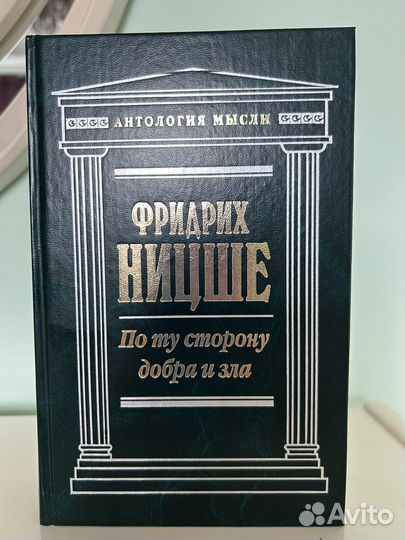 АНТОЛОГИЯ МЫСЛИ
ФРИДРИХ
НИЦШЕ
По ту сторону
добра и зла
Avito